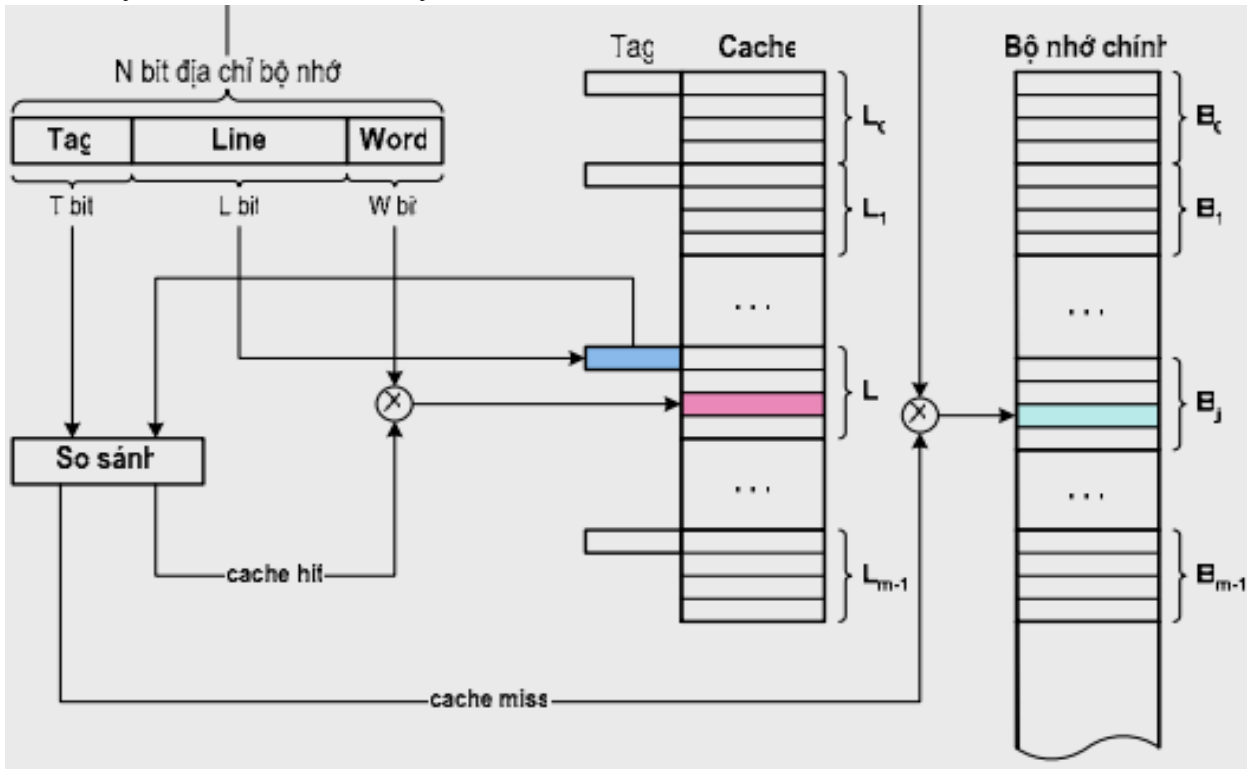 N bit địa chỉ bộ nhớ
Tag Line Word
T bit L bit W bit
Tag Cache Bộ nhớ chính
L₀ B₀
L₁ B₁
... ...
L Bⱼ
... ...
Lₘ₋₁ Bₘ₋₁
So sánh
cache hit
cache miss